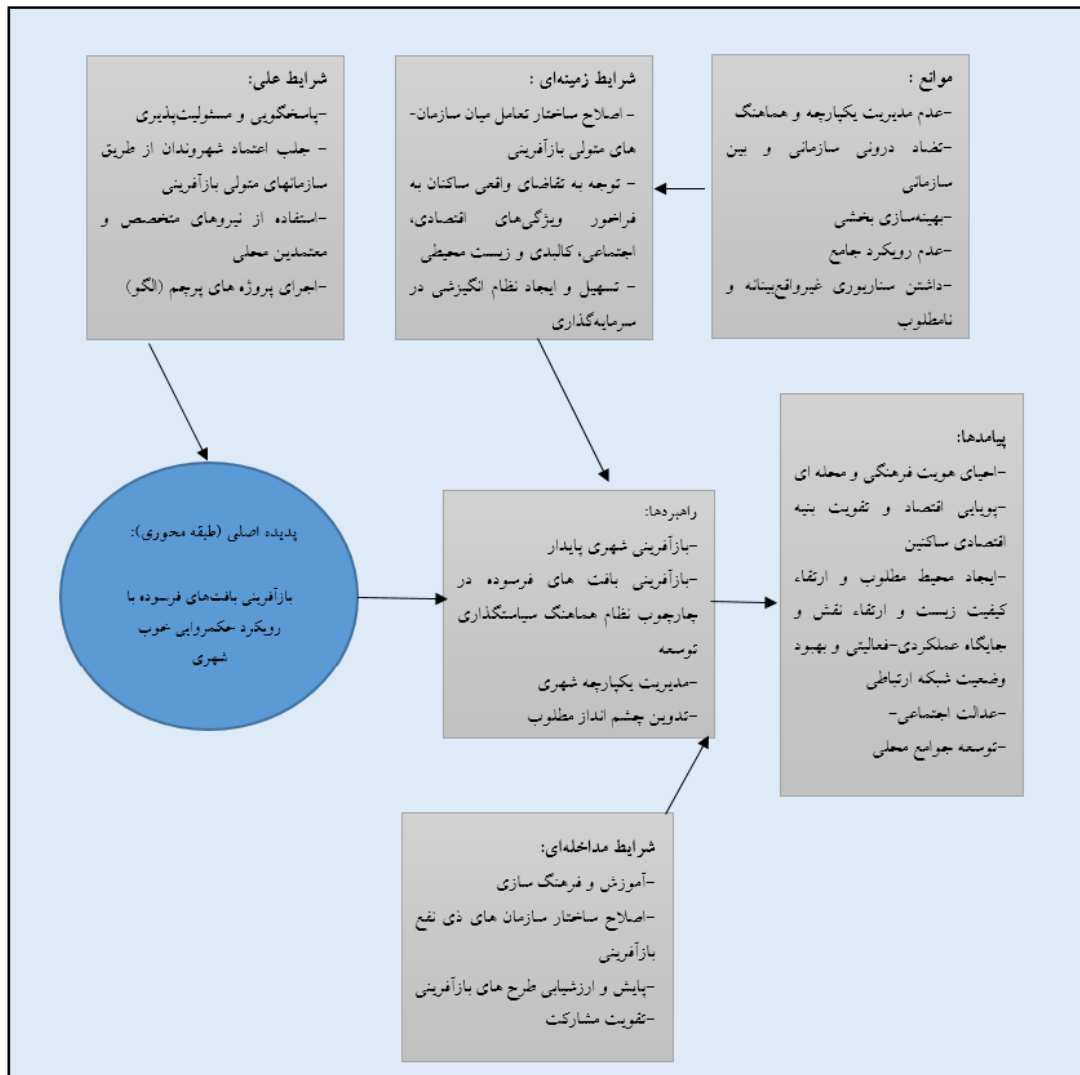 شرایط علی:
-پاسخگویی و مسئولیت‌پذیری
- جلب اعتماد شهروندان از طریق
سازمانهای متولی بازآفرینی
-استفاده از نیروهای متخصص و
معتمدین محلی
-اجرای پروژه های پرچم (الگو)
شرایط زمینه‌ای :
- اصلاح ساختار تعامل میان سازمان-
های متولی بازآفرینی
- توجه به تقاضای واقعی ساکنان به
فراخور ویژگی‌های اقتصادی،
اجتماعی، کالبدی و زیست محیطی
- تسهیل و ایجاد نظام انگیزشی در
سرمایه‌گذاری
موانع :
-عدم مدیریت یکپارچه و هماهنگ
-تضاد درونی سازمانی و بین
سازمانی
-بهینه‌سازی بخشی
-عدم رویکرد جامع
-داشتن سناریوری غیرواقع‌بینانه و
نامطلوب
پدیده اصلی (طبقه محوری):
بازآفرینی بافت‌های فرسوده با
رویکرد حکمروایی خوب
شهری
راهبردها:
-بازآفرینی شهری پایدار
-بازآفرینی بافت های فرسوده در
چارچوب نظام هماهنگ سیاستگذاری
توسعه
-مدیریت یکپارچه شهری
-تدوین چشم انداز مطلوب
پیامدها:
-احیای هویت فرهنگی و محله ای
-پویایی اقتصاد و تقویت بنیه
اقتصادی ساکنین
-ایجاد محیط مطلوب و ارتقاء
کیفیت زیست و ارتقاء نقش و
جایگاه عملکردی-فعالیتی و بهبود
وضعیت شبکه ارتباطی
-عدالت اجتماعی-
-توسعه جوامع محلی
شرایط مداخله‌ای:
-آموزش و فرهنگ سازی
-اصلاح ساختار سازمان های ذی نفع
بازآفرینی
-پایش و ارزشیابی طرح های بازآفرینی
-تقویت مشارکت